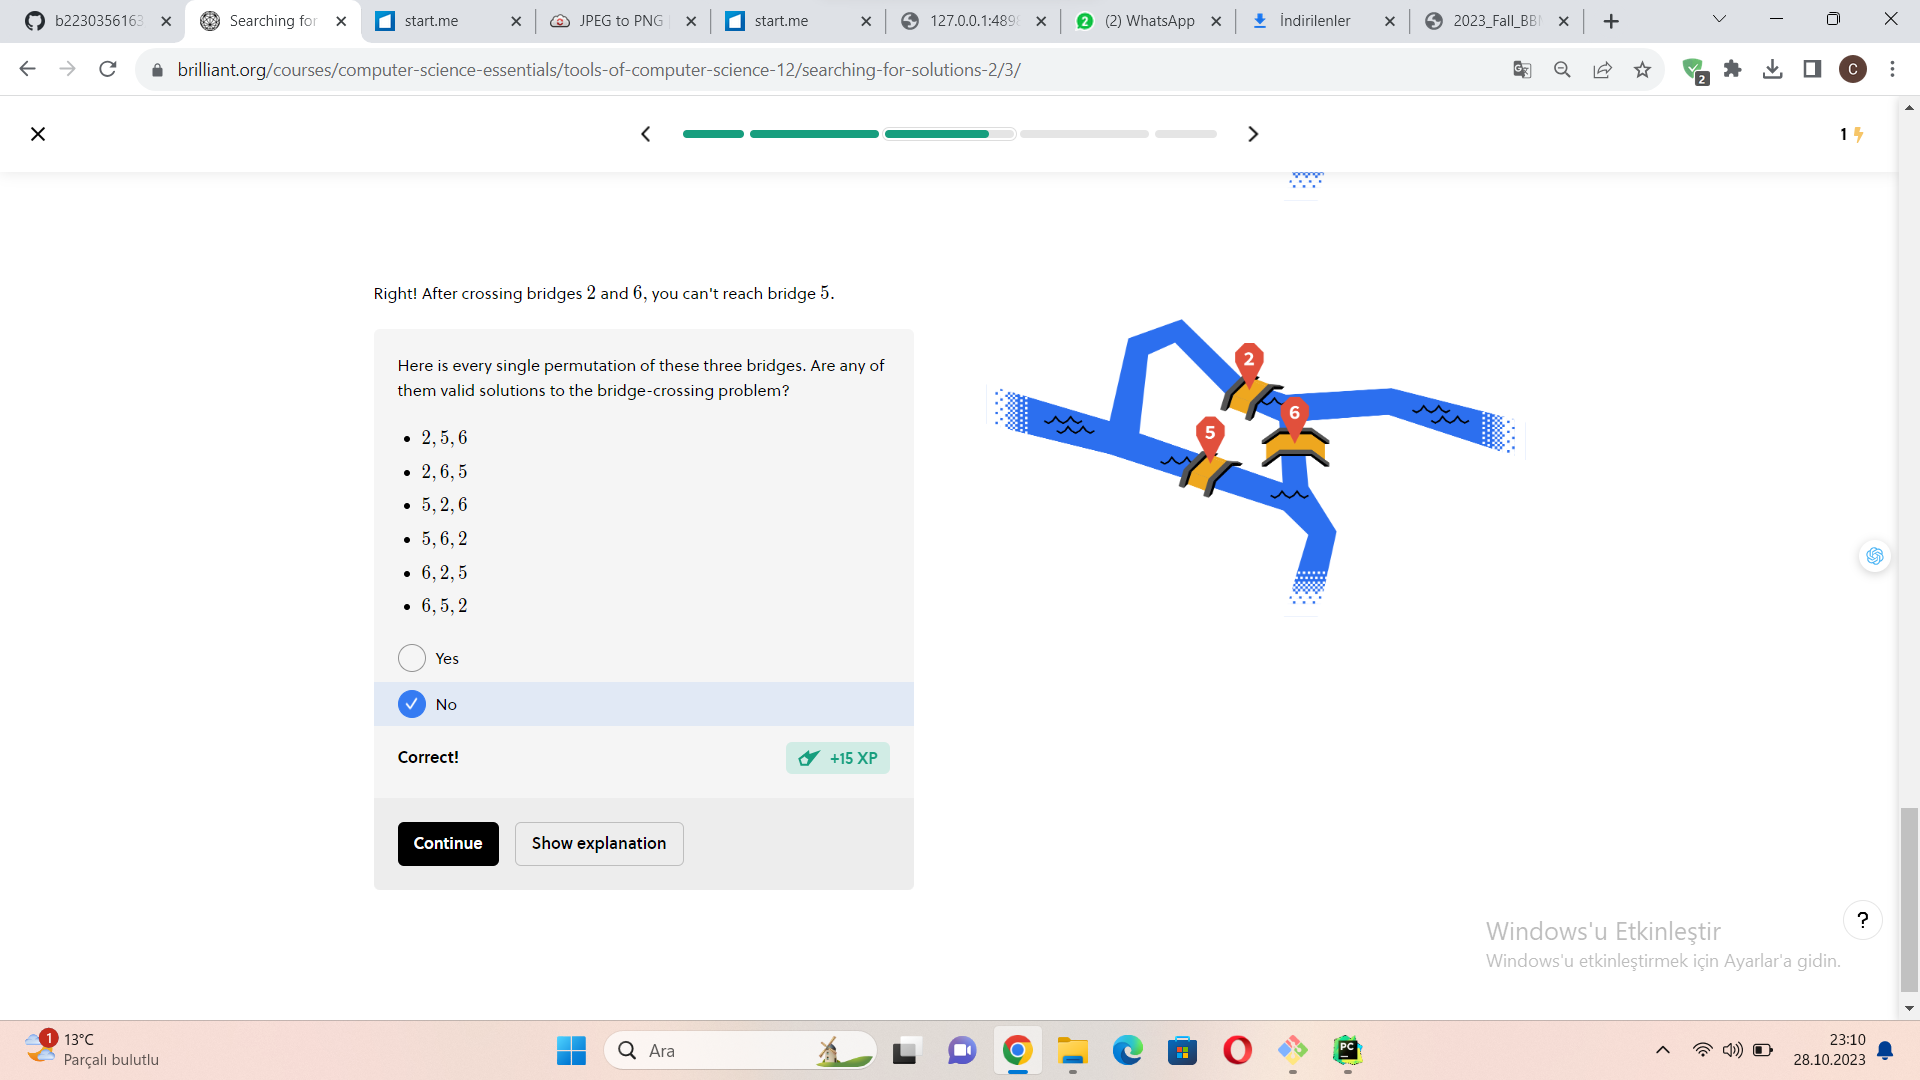 b2230356163
Searching for
start.me
JPEG to PNG
start.me
127.0.0.1:4898
(2) WhatsApp
İndirilenler
2023_Fall_BB
brilliant.org/courses/computer-science-essentials/tools-of-computer-science-12/searching-for-solutions-2/3/
2
C
1
Right! After crossing bridges 2 and 6, you can't reach bridge 5.
Here is every single permutation of these three bridges. Are any of
them valid solutions to the bridge-crossing problem?
• 2, 5, 6
• 2, 6, 5
• 5, 2, 6
• 5, 6, 2
• 6, 2, 5
• 6, 5, 2
Yes
No
Correct!
+15 XP
Continue
Show explanation
2
6
5
?
Windows'u Etkinleştir
Windows'u etkinleştirmek için Ayarlar'a gidin.
1
13°C
Parçalı bulutlu
Ara
PC
23:10
28.10.2023